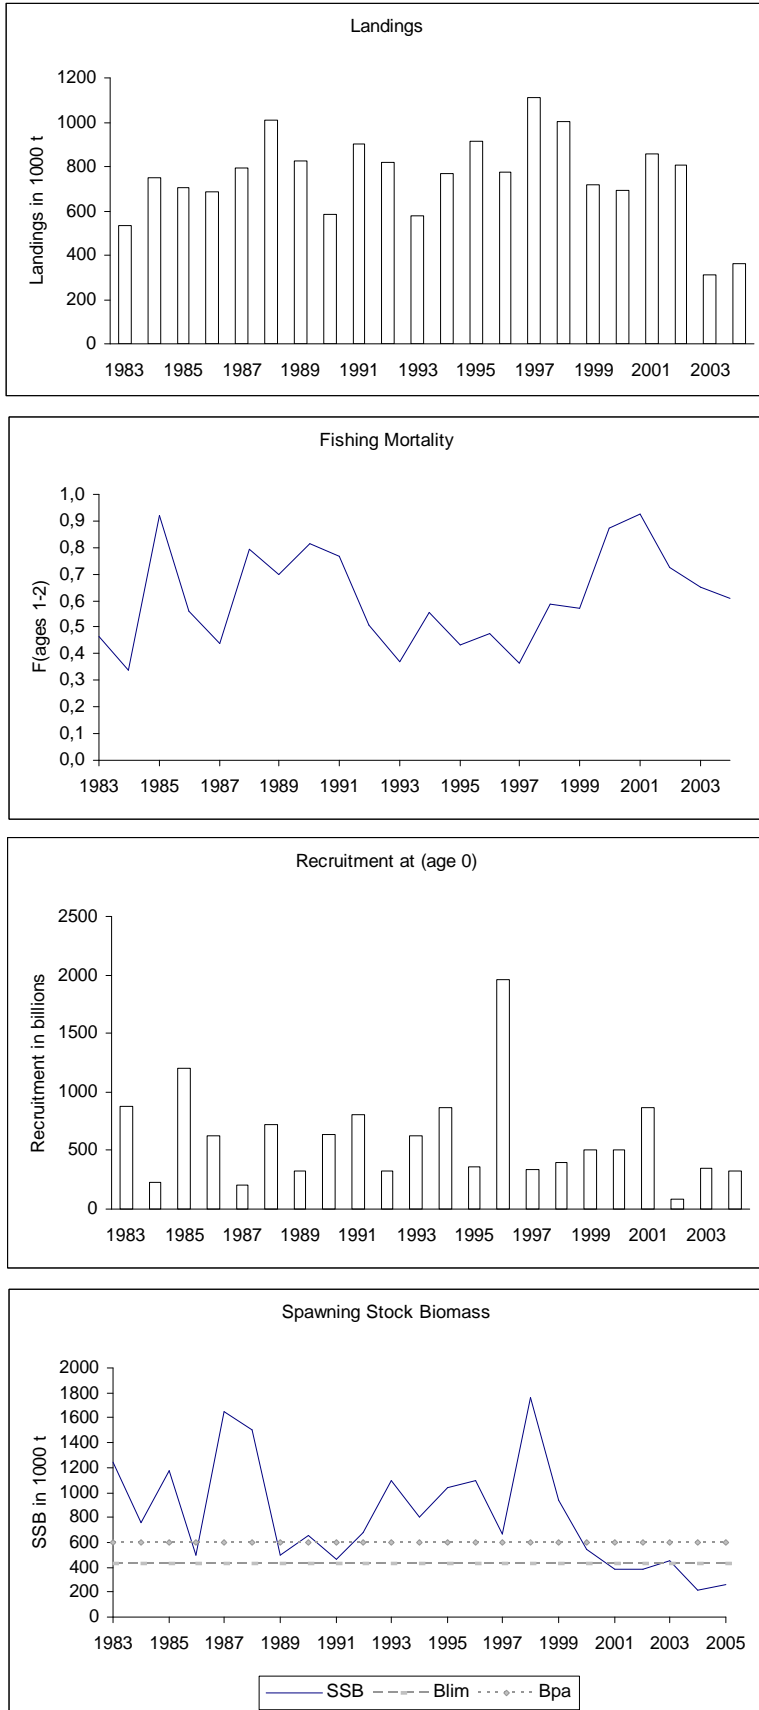 Landings
Landings in 1000 t
1200
1000
800
600
400
200
0
1983 1985 1987 1989 1991 1993 1995 1997 1999 2001 2003
Fishing Mortality
F(ages 1-2)
1,0
0,9
0,8
0,7
0,6
0,5
0,4
0,3
0,2
0,1
0,0
1983 1985 1987 1989 1991 1993 1995 1997 1999 2001 2003
Recruitment at (age 0)
Recruitment in billions
2500
2000
1500
1000
500
0
1983 1985 1987 1989 1991 1993 1995 1997 1999 2001 2003
Spawning Stock Biomass
SSB in 1000 t
2000
1800
1600
1400
1200
1000
800
600
400
200
0
1983 1985 1987 1989 1991 1993 1995 1997 1999 2001 2003 2005
SSB Blim Bpa